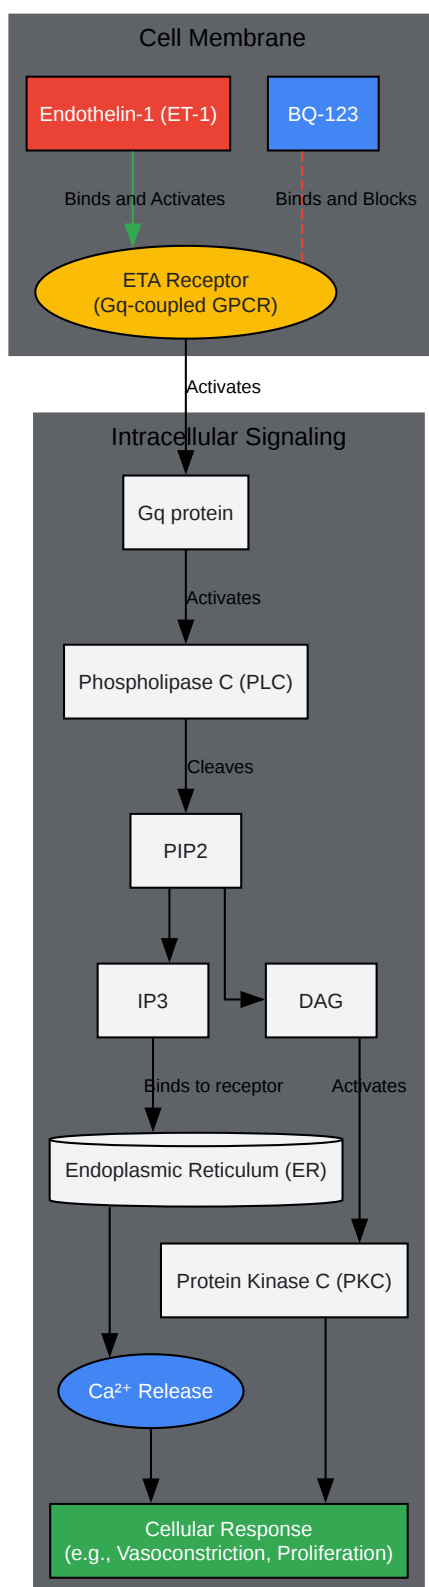 Cell Membrane
Endothelin-1 (ET-1)
BQ-123
Binds and Activates
Binds and Blocks
ETA Receptor
(Gq-coupled GPCR)
Activates
Intracellular Signaling
Gq protein
Activates
Phospholipase C (PLC)
Cleaves
PIP2
IP3
DAG
Binds to receptor
Activates
Endoplasmic Reticulum (ER)
Protein Kinase C (PKC)
Ca²⁺ Release
Cellular Response
(e.g., Vasoconstriction, Proliferation)